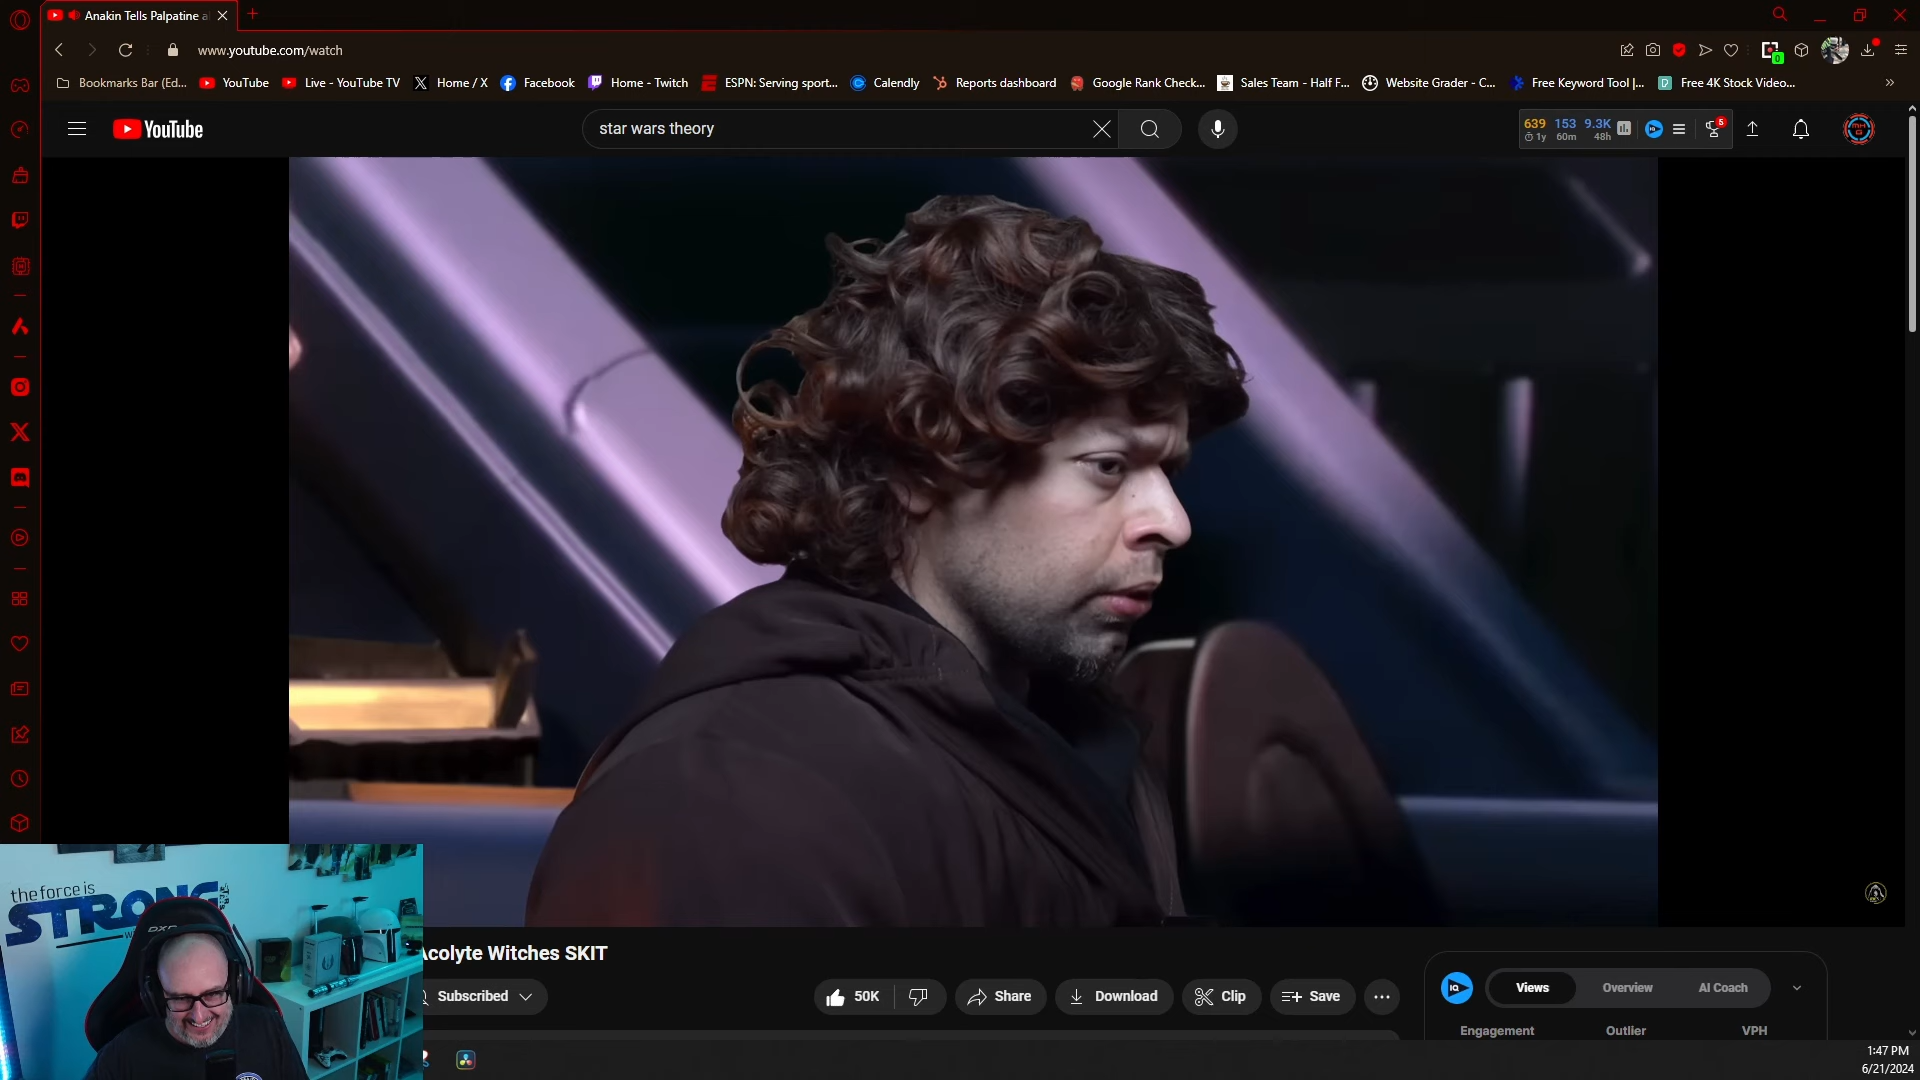 Anakin Tells Palpatine a
www.youtube.com/watch
Bookmarks Bar (Ed... YouTube Live - YouTube TV Home / X Facebook Home - Twitch ESPN: Serving sport... Calendly Reports dashboard Google Rank Check... Sales Team - Half F... Website Grader - C... Free Keyword Tool |... Free 4K Stock Video...
YouTube
star wars theory
639 153 9.3K
1y 60m 48h
5
0
the force is
STRONG
DXR
Acolyte Witches SKIT
Subscribed
50K Share Download Clip Save
IQ Views Overview AI Coach
Engagement Outlier VPH
1:47 PM
6/21/2024